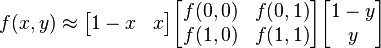 f(x, y) ≈ [1 − x  x] [f(0, 0)  f(0, 1); f(1, 0)  f(1, 1)] [1 − y; y]